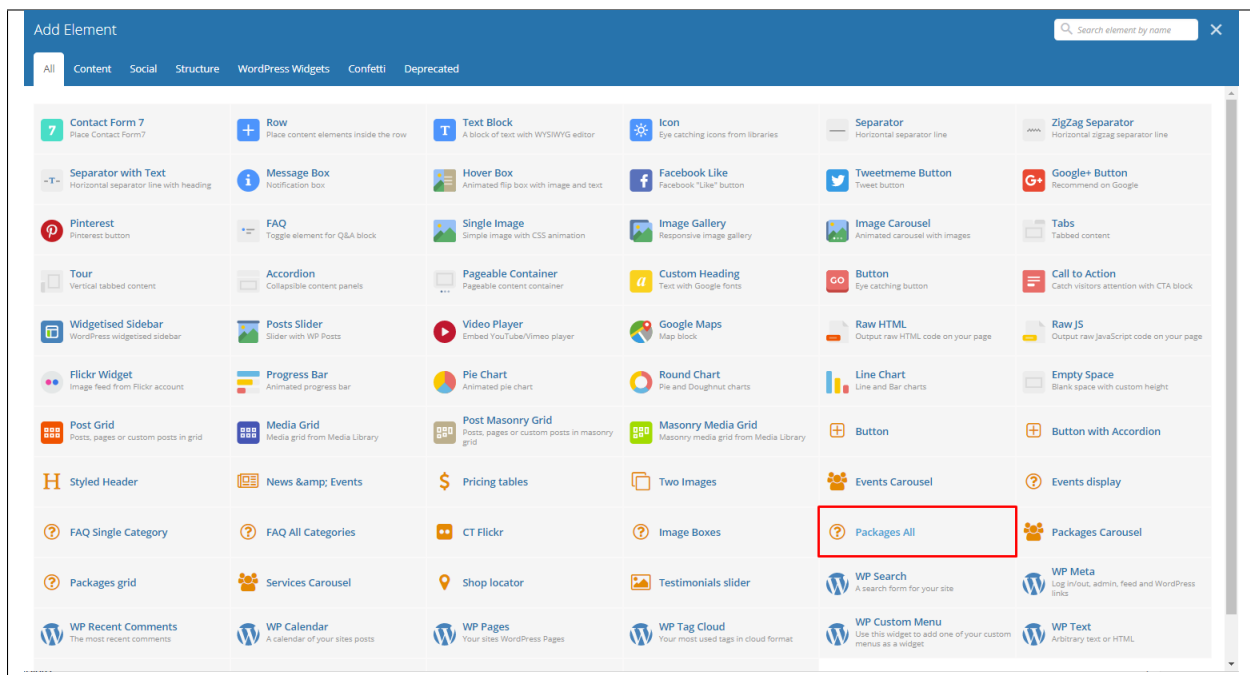 Add Element
Search element by name
All Content Social Structure WordPress Widgets Confetti Deprecated
7 Contact Form 7
Place Contact Form7
Row
Place content elements inside the row
T Text Block
A block of text with WYSIWYG editor
Icon
Eye catching icons from libraries
Separator
Horizontal separator line
ZigZag Separator
Horizontal zigzag separator line
-T- Separator with Text
Horizontal separator line with heading
i Message Box
Notification box
Hover Box
Animated flip box with image and text
f Facebook Like
Facebook "Like" button
Tweetmeme Button
Tweet button
G+ Google+ Button
Recommend on Google
Pinterest
Pinterest button
FAQ
Toggle element for Q&A block
Single Image
Simple image with CSS animation
Image Gallery
Responsive image gallery
Image Carousel
Animated carousel with images
Tabs
Tabbed content
Tour
Vertical tabbed content
Accordion
Collapsible content panels
Pageable Container
Pageable content container
a Custom Heading
Text with Google fonts
GO Button
Eye catching button
Call to Action
Catch visitors attention with CTA block
Widgetised Sidebar
WordPress widgetised sidebar
Posts Slider
Slider with WP Posts
Video Player
Embed YouTube/Vimeo player
Google Maps
Map block
Raw HTML
Output raw HTML code on your page
Raw JS
Output raw JavaScript code on your page
Flickr Widget
Image feed from Flickr account
Progress Bar
Animated progress bar
Pie Chart
Animated pie chart
Round Chart
Pie and Doughnut charts
Line Chart
Line and Bar charts
Empty Space
Blank space with custom height
Post Grid
Posts, pages or custom posts in grid
Media Grid
Media grid from Media Library
Post Masonry Grid
Posts, pages or custom posts in masonry
grid
Masonry Media Grid
Masonry media grid from Media Library
Button
Button with Accordion
H Styled Header
News &amp; Events
$ Pricing tables
Two Images
Events Carousel
? Events display
? FAQ Single Category
? FAQ All Categories
CT Flickr
? Image Boxes
? Packages All
Packages Carousel
? Packages grid
Services Carousel
Shop locator
Testimonials slider
WP Search
A search form for your site
WP Meta
Log in/out, admin, feed and WordPress
links
WP Recent Comments
The most recent comments
WP Calendar
A calendar of your sites posts
WP Pages
Your sites WordPress Pages
WP Tag Cloud
Your most used tags in cloud format
WP Custom Menu
Use this widget to add one of your custom
menus as a widget
WP Text
Arbitrary text or HTML